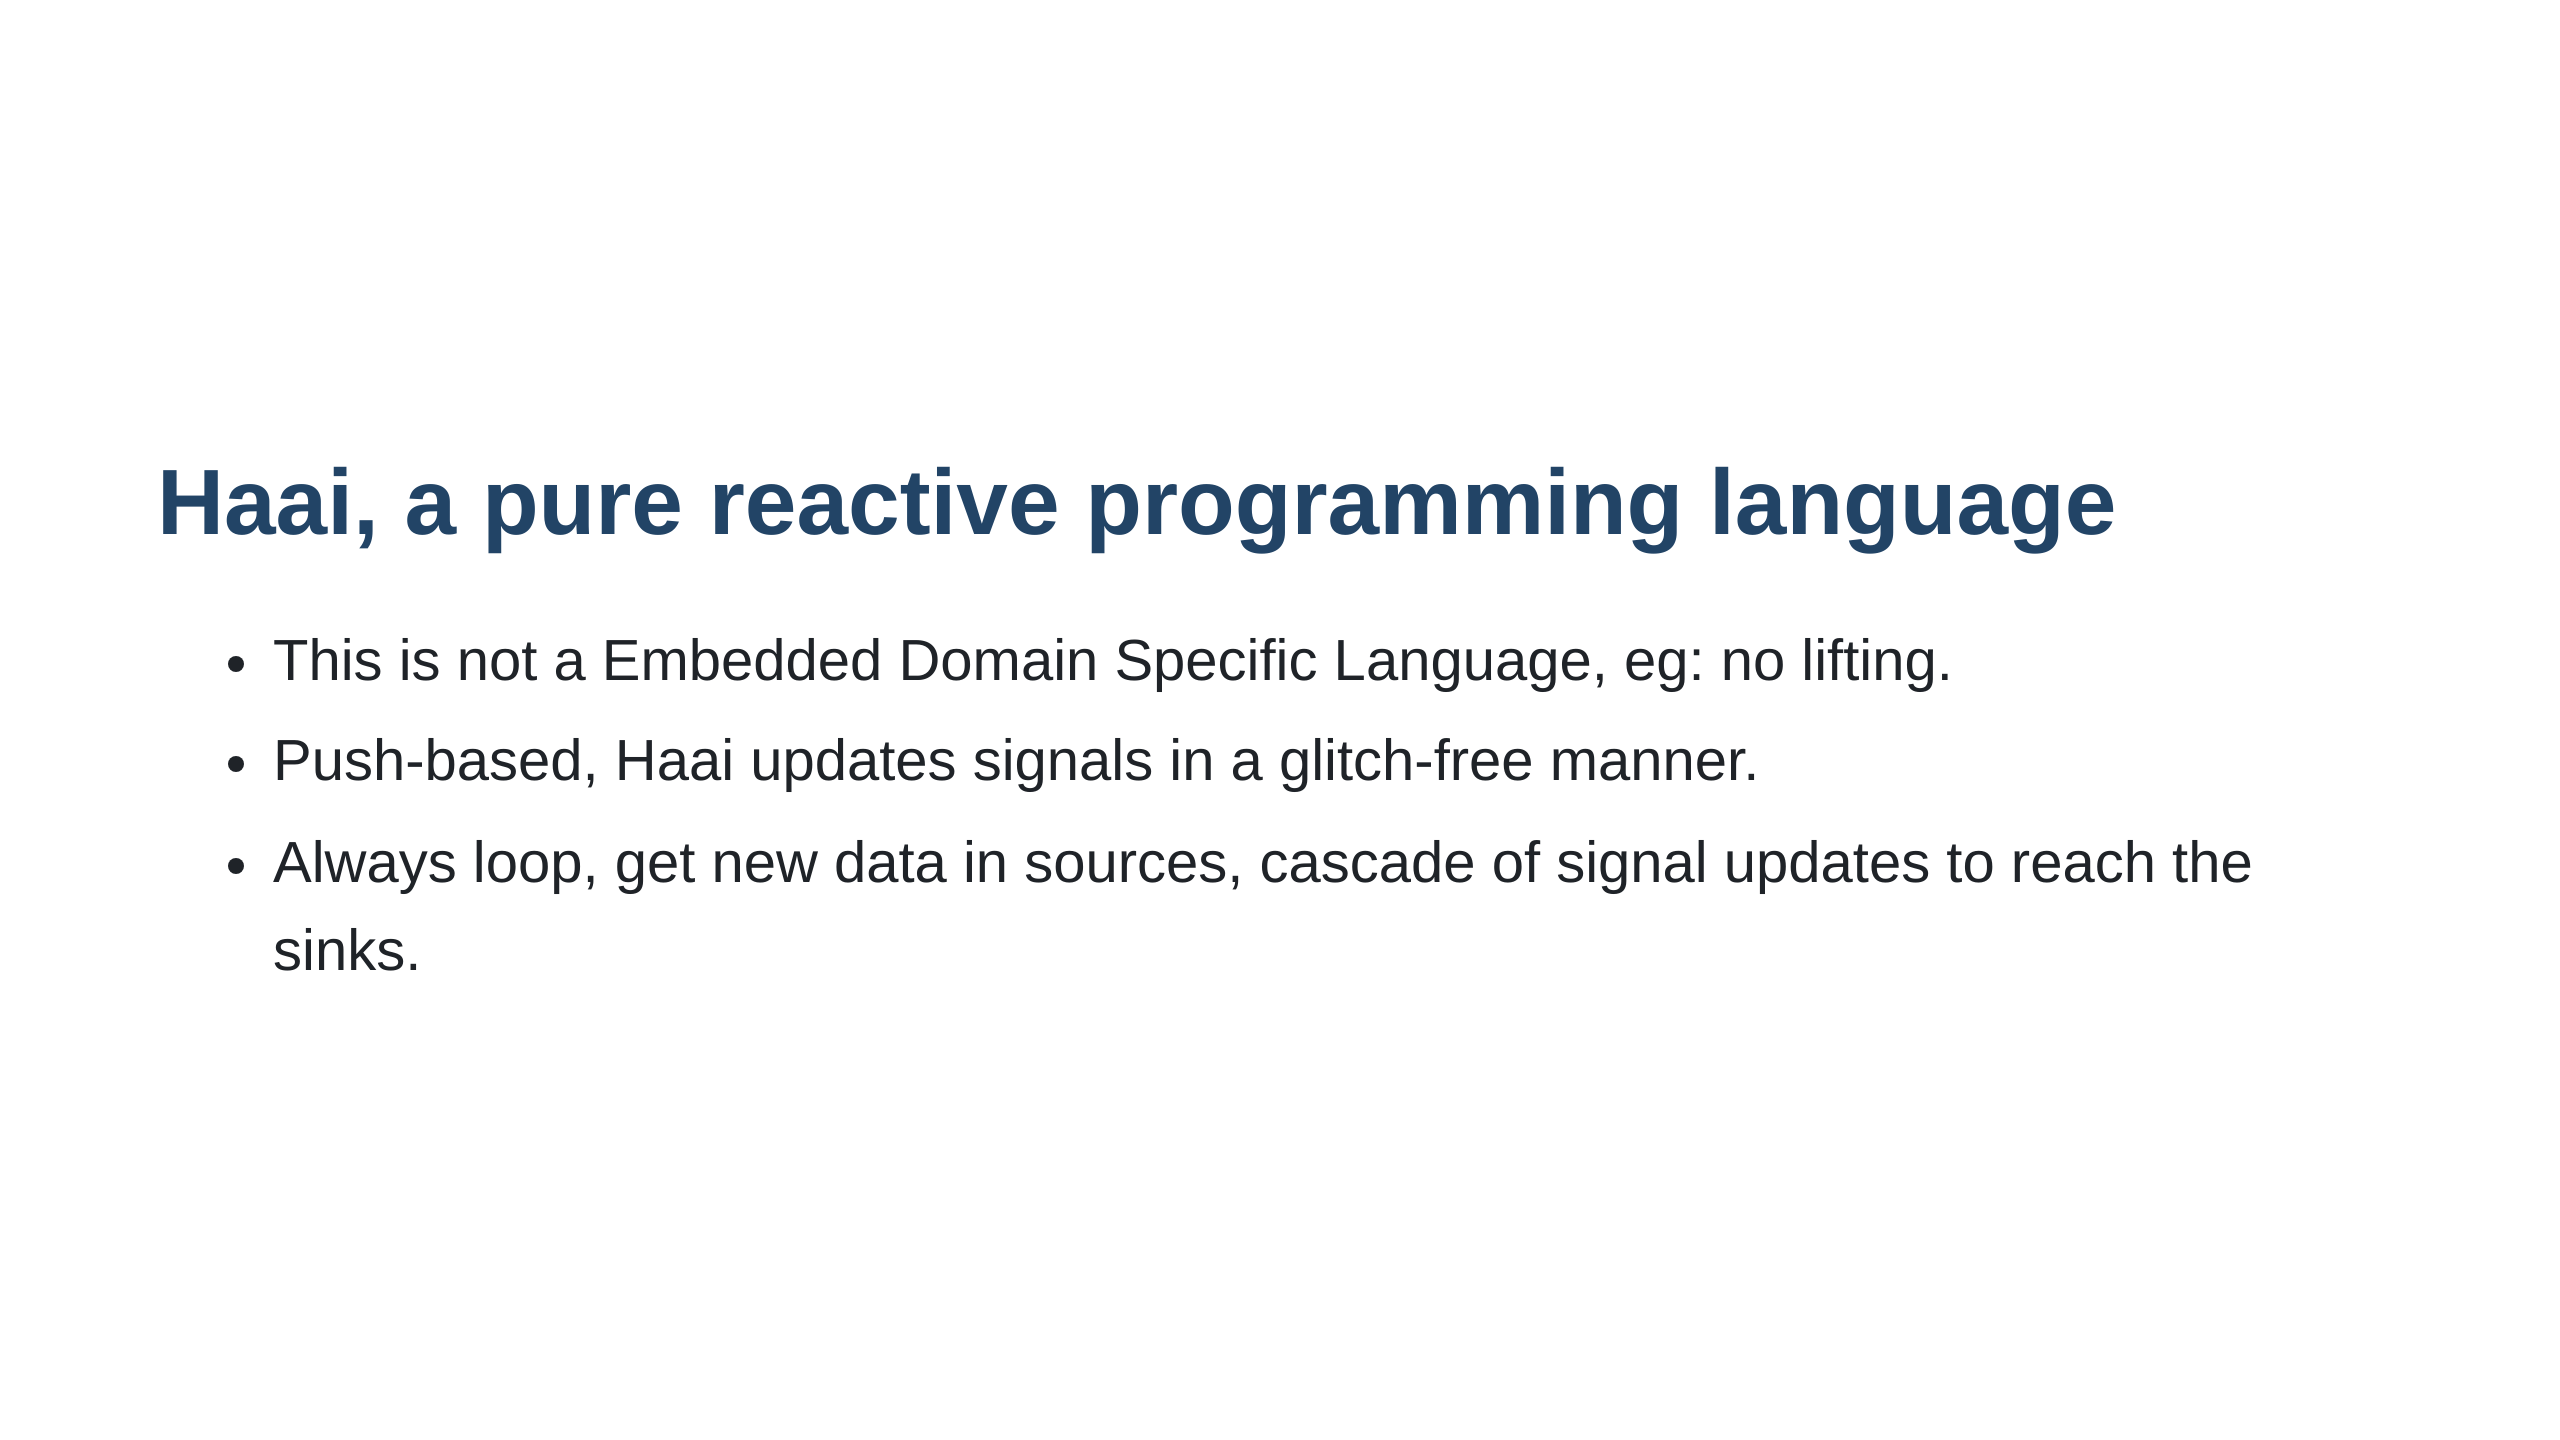 Haai, a pure reactive programming language
• This is not a Embedded Domain Specific Language, eg: no lifting.
• Push-based, Haai updates signals in a glitch-free manner.
• Always loop, get new data in sources, cascade of signal updates to reach the
sinks.